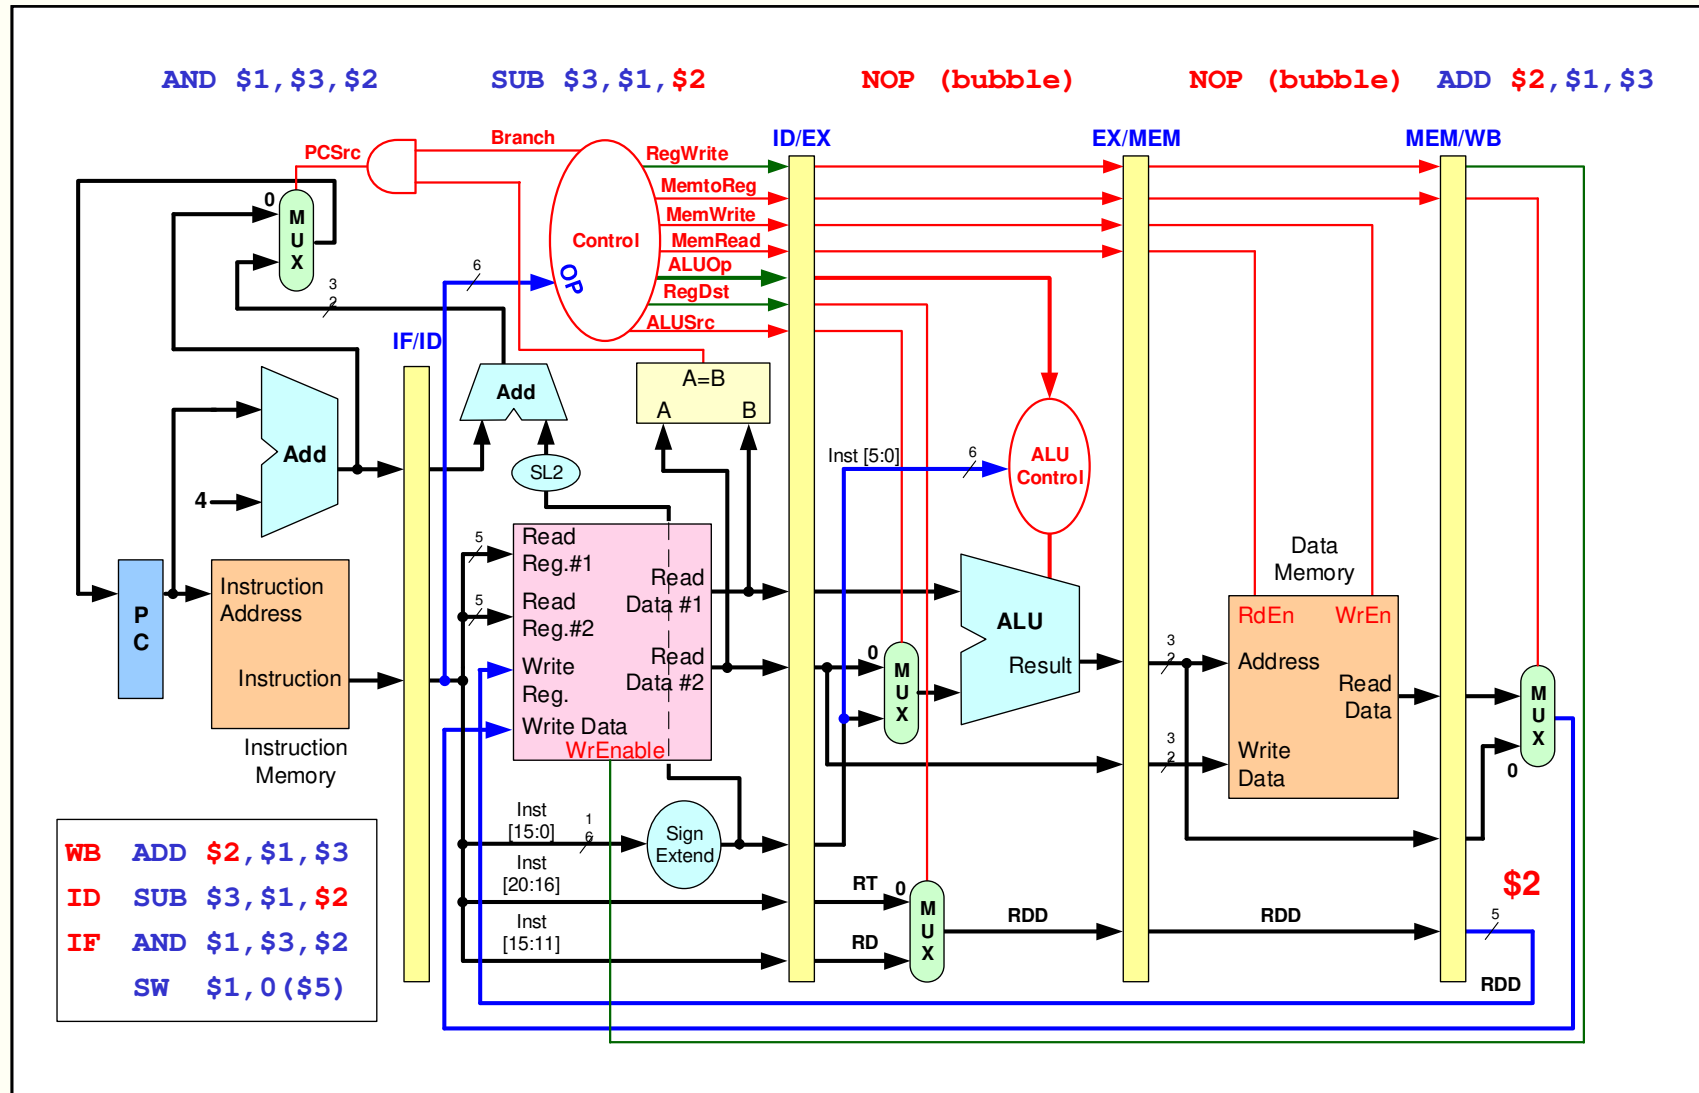 AND $1,$3,$2
SUB $3,$1,$2
NOP (bubble)
NOP (bubble)
ADD $2,$1,$3
ID/EX
EX/MEM
MEM/WB
Branch
PCSrc
RegWrite
MemtoReg
MemWrite
MemRead
ALUOp
RegDst
ALUSrc
Control
OP
0
M
U
X
6
3
2
IF/ID
Add
Add
4
SL2
A=B
A
B
Inst [5:0]
6
ALU
Control
P
C
Instruction
Address
Instruction
Instruction
Memory
5
Read
Reg.#1
5
Read
Reg.#2
Write
Reg.
Write Data
WrEnable
Read
Data #1
Read
Data #2
0
M
U
X
ALU
Result
Data
Memory
RdEn
WrEn
3
2
Address
Read
Data
3
2
Write
Data
M
U
X
0
Inst
[15:0]
1
6
Sign
Extend
Inst
[20:16]
Inst
[15:11]
RT
0
RD
M
U
X
RDD
RDD
$2
5
RDD
WB ADD $2,$1,$3
ID SUB $3,$1,$2
IF AND $1,$3,$2
SW $1,0($5)